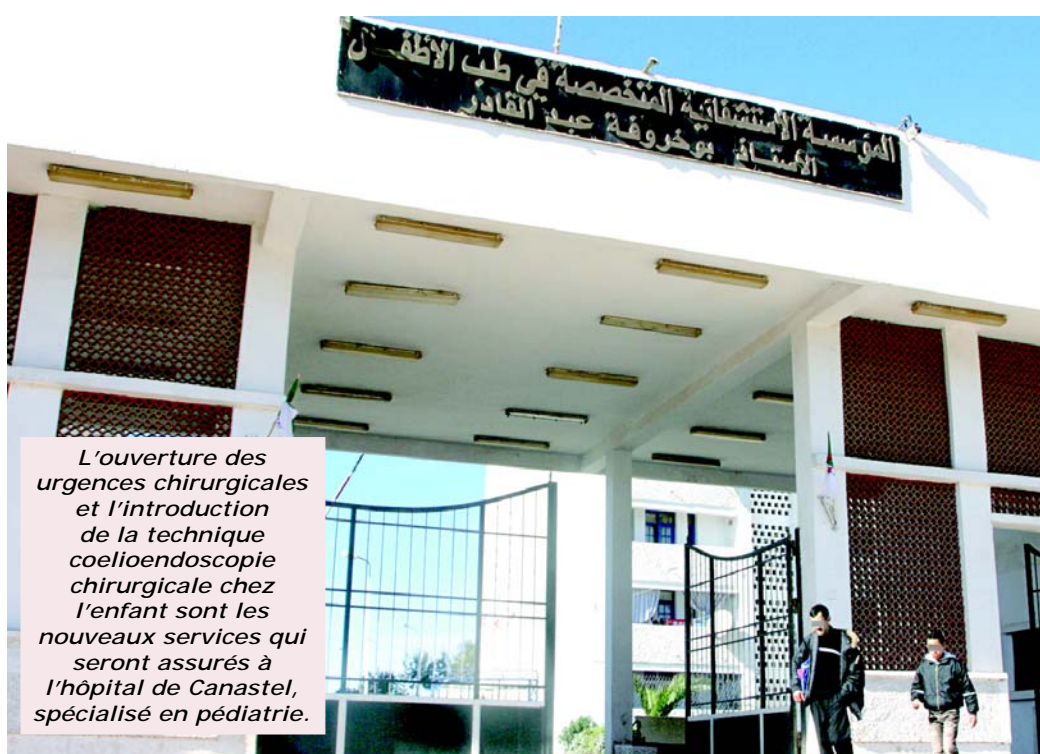 المؤسسة الاستشفائية المتخصصة في طب الأطفال
الأستاذ بوخروفة عبد القادر
L'ouverture des
urgences chirurgicales
et l'introduction
de la technique
coelioendoscopie
chirurgicale chez
l'enfant sont les
nouveaux services qui
seront assurés à
l'hôpital de Canastel,
spécialisé en pédiatrie.